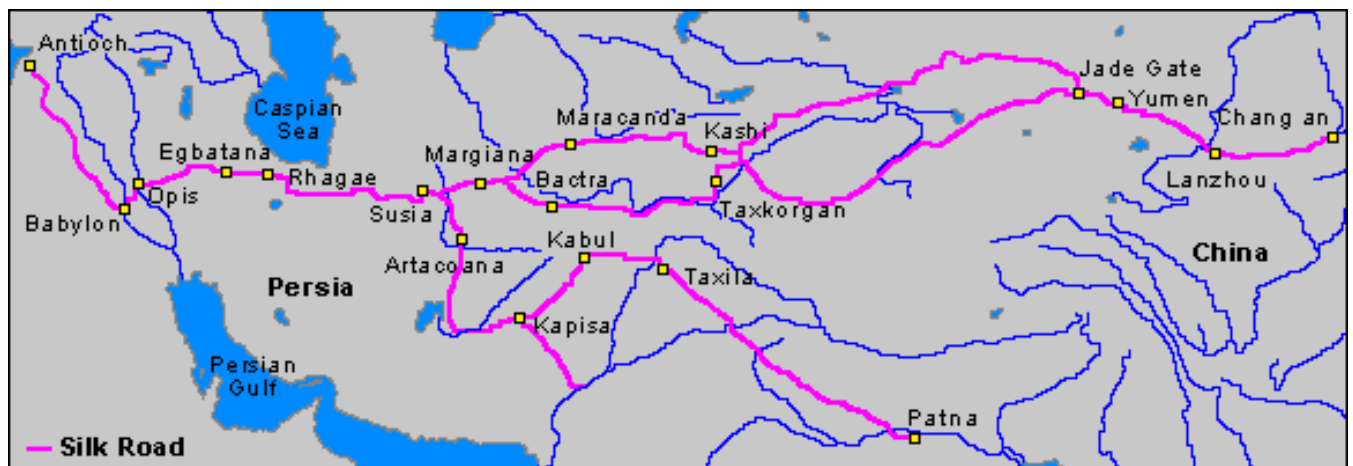 Antioch
Jade Gate
Yumen
Caspian
Sea
Maracanda
Kashi
Chang an
Egbatana
Margiana
Rhagae
Bactra
Opis
Lanzhou
Susia
Taxkorgan
Babylon
Kabul
China
Artacoana
Taxila
Persia
Kapisa
Persian
Gulf
Patna
Silk Road